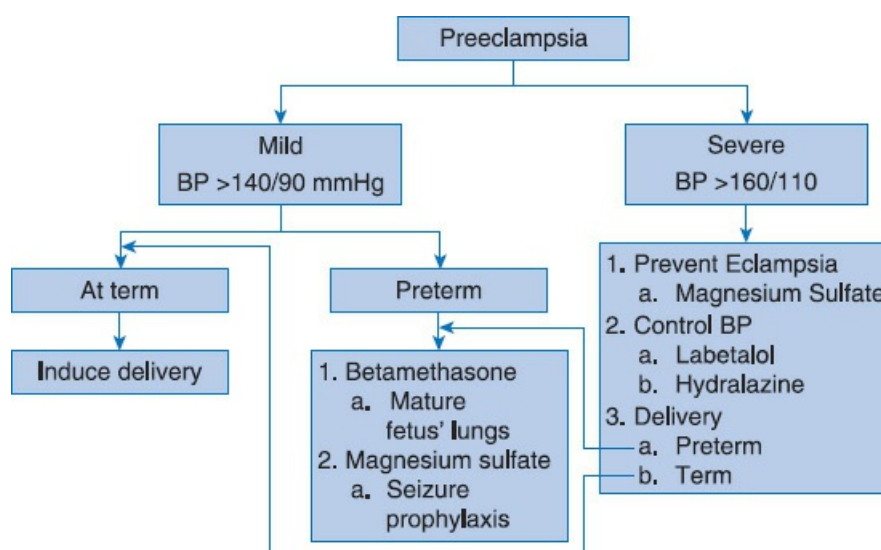 Preeclampsia
Mild
BP >140/90 mmHg
Severe
BP >160/110
At term
Preterm
Induce delivery
1. Betamethasone
a. Mature
fetus' lungs
2. Magnesium sulfate
a. Seizure
prophylaxis
1. Prevent Eclampsia
a. Magnesium Sulfate
2. Control BP
a. Labetalol
b. Hydralazine
3. Delivery
a. Preterm
b. Term